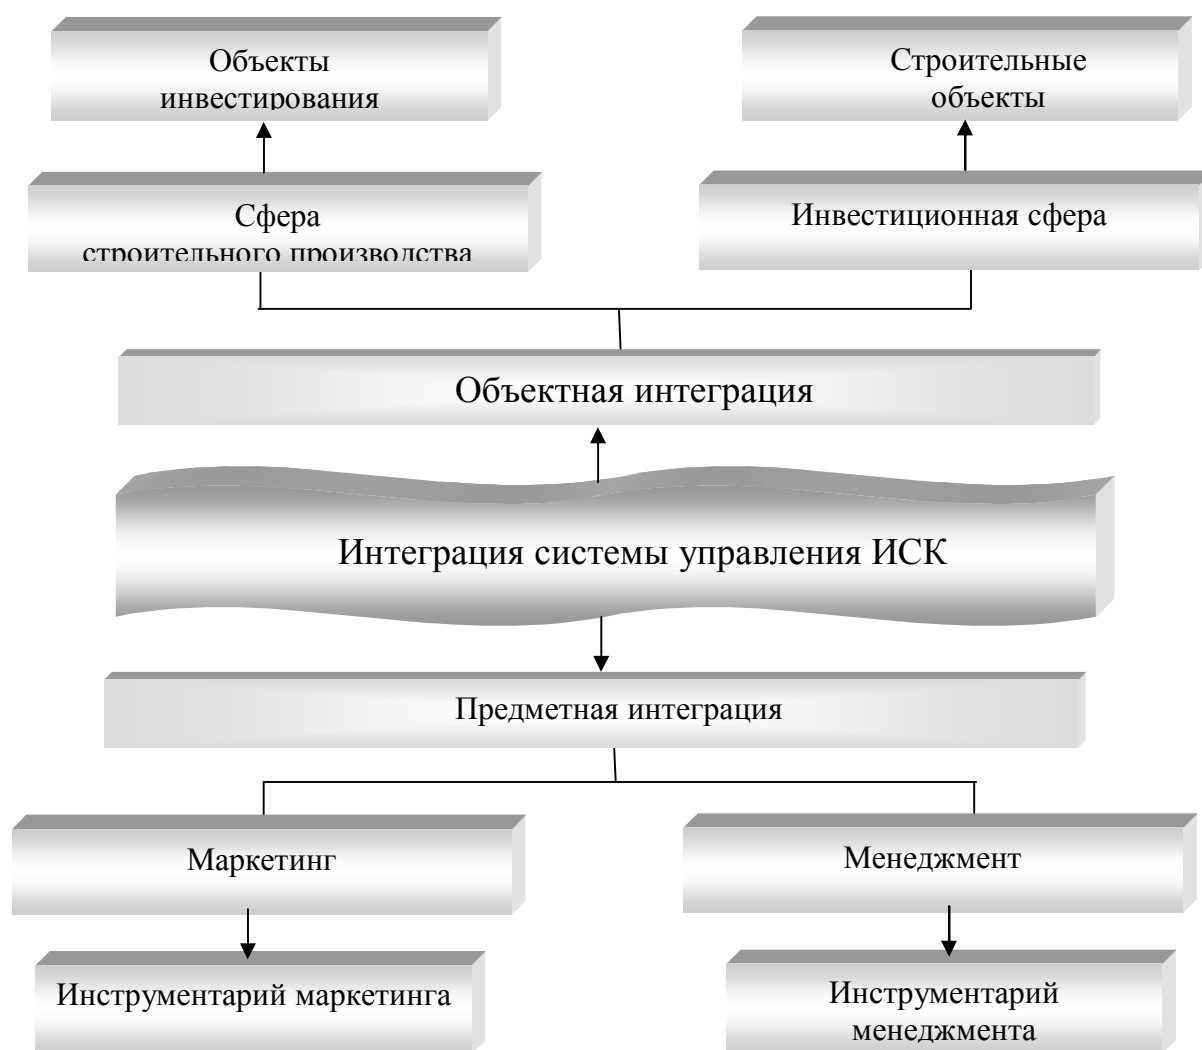 Объекты
инвестирования
Строительные
объекты
Сфера
строительного производства
Инвестиционная сфера
Объектная интеграция
Интеграция системы управления ИСК
Предметная интеграция
Маркетинг
Менеджмент
Инструментарий маркетинга
Инструментарий
менеджмента